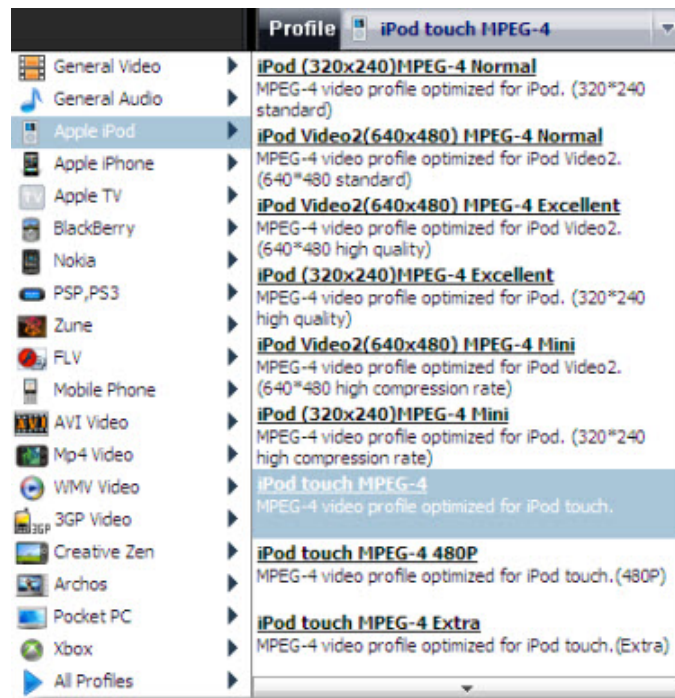 Profile iPod touch MPEG-4
General Video
General Audio
Apple iPod
Apple iPhone
Apple TV
BlackBerry
Nokia
PSP,PS3
Zune
FLV
Mobile Phone
AVI Video
Mp4 Video
WMV Video
3GP Video
Creative Zen
Archos
Pocket PC
Xbox
All Profiles
iPod (320x240)MPEG-4 Normal
MPEG-4 video profile optimized for iPod. (320*240
standard)
iPod Video2(640x480) MPEG-4 Normal
MPEG-4 video profile optimized for iPod Video2.
(640*480 standard)
iPod Video2(640x480) MPEG-4 Excellent
MPEG-4 video profile optimized for iPod Video2.
(640*480 high quality)
iPod (320x240)MPEG-4 Excellent
MPEG-4 video profile optimized for iPod. (320*240
high quality)
iPod Video2(640x480) MPEG-4 Mini
MPEG-4 video profile optimized for iPod Video2.
(640*480 high compression rate)
iPod (320x240)MPEG-4 Mini
MPEG-4 video profile optimized for iPod. (320*240
high compression rate)
iPod touch MPEG-4
MPEG-4 video profile optimized for iPod touch.
iPod touch MPEG-4 480P
MPEG-4 video profile optimized for iPod touch.(480P)
iPod touch MPEG-4 Extra
MPEG-4 video profile optimized for iPod touch.(Extra)